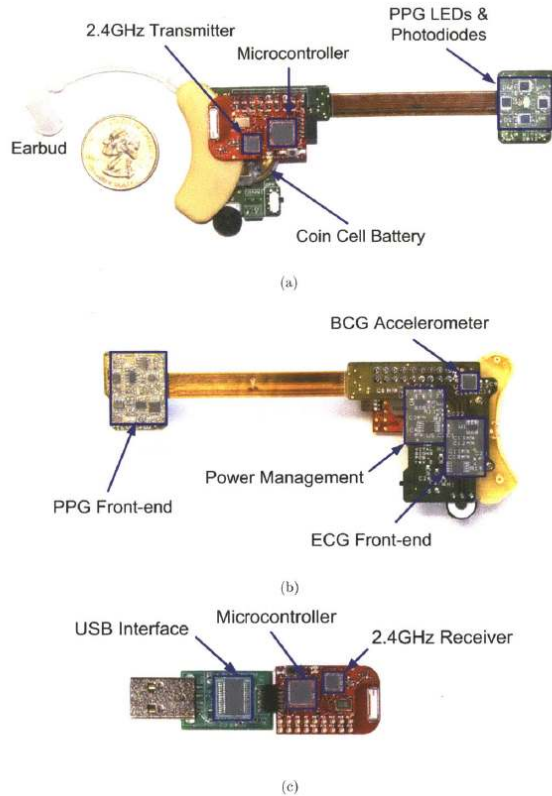 PPG LEDs &
Photodiodes
2.4GHz Transmitter
Microcontroller
Earbud
Coin Cell Battery
(a)
BCG Accelerometer
Power Management
PPG Front-end
ECG Front-end
(b)
Microcontroller
USB Interface
2.4GHz Receiver
(c)